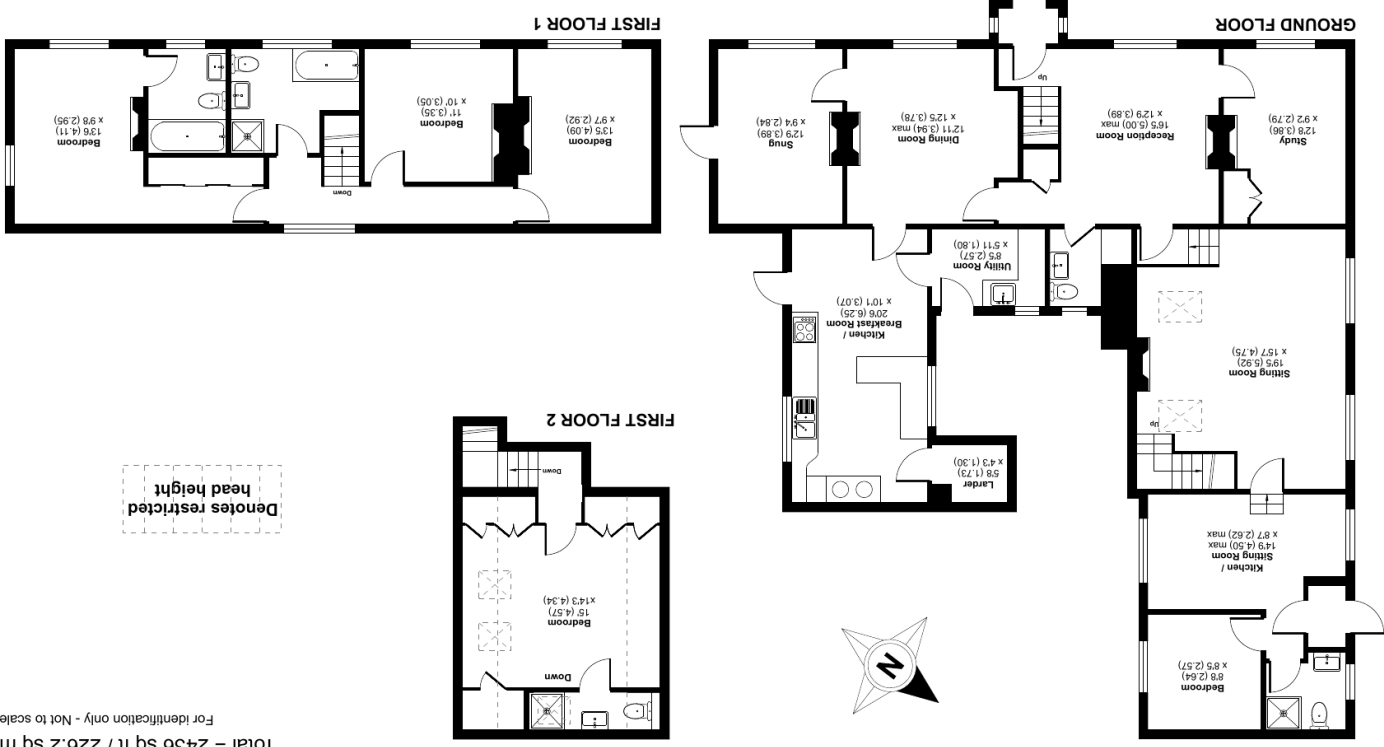 Total = 2436 sq ft / 226.2 sq m
For identification only - Not to scale
Bedroom
8'8 (2.64)
x 8'5 (2.57)
Kitchen /
Sitting Room
14'9 (4.50) max
x 8'7 (2.62) max
Sitting Room
19'5 (5.92)
x 15'7 (4.75)
Up
Larder
5'8 (1.73)
x 4'3 (1.30)
Kitchen /
Breakfast Room
20'6 (6.25)
x 10'1 (3.07)
Utility Room
8'5 (2.57)
x 5'11 (1.80)
Study
12'8 (3.86)
x 9'2 (2.79)
Reception Room
16'5 (5.00) max
x 12'9 (3.89)
Up
Dining Room
12'11 (3.94) max
x 12'5 (3.78)
Snug
12'9 (3.89)
x 9'4 (2.84)
GROUND FLOOR
N
Down
Bedroom
15' (4.57)
x14'3 (4.34)
Down
FIRST FLOOR 2
Denotes restricted
head height
Down
Bedroom
13'5 (4.09)
x 9'7 (2.92)
Bedroom
11' (3.35)
x 10' (3.05)
Bedroom
13'6 (4.11)
x 9'8 (2.95)
FIRST FLOOR 1